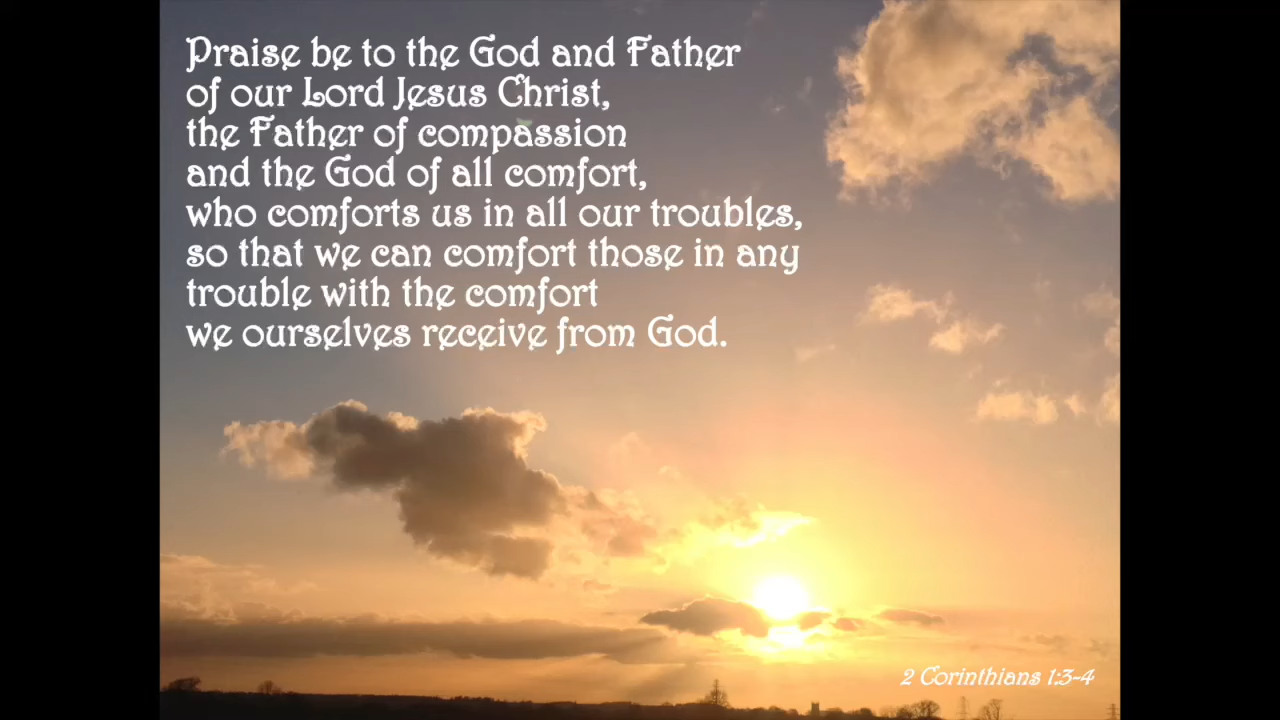 Praise be to the God and Father
of our Lord Jesus Christ,
the Father of compassion
and the God of all comfort,
who comforts us in all our troubles,
so that we can comfort those in any
trouble with the comfort
we ourselves receive from God.
2 Corinthians 1:3-4